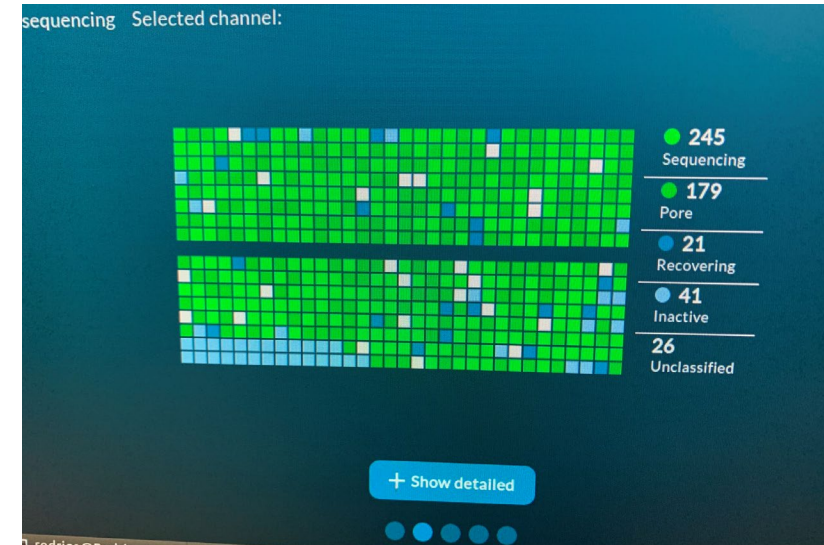 sequencing Selected channel:
245
Sequencing
179
Pore
21
Recovering
41
Inactive
26
Unclassified
+ Show detailed